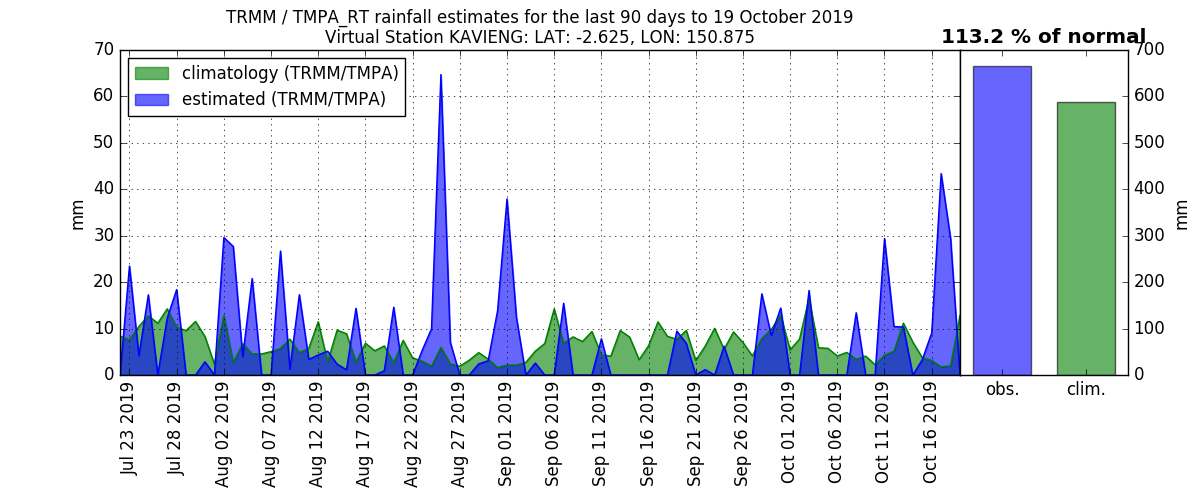 TRMM / TMPA_RT rainfall estimates for the last 90 days to 19 October 2019
Virtual Station KAVIENG: LAT: -2.625, LON: 150.875
113.2 % of normal
climatology (TRMM/TMPA)
estimated (TRMM/TMPA)
70
60
50
40
30
20
10
0
mm
Jul 23 2019
Jul 28 2019
Aug 02 2019
Aug 07 2019
Aug 12 2019
Aug 17 2019
Aug 22 2019
Aug 27 2019
Sep 01 2019
Sep 06 2019
Sep 11 2019
Sep 16 2019
Sep 21 2019
Sep 26 2019
Oct 01 2019
Oct 06 2019
Oct 11 2019
Oct 16 2019
obs.
clim.
700
600
500
400
300
200
100
0
mm